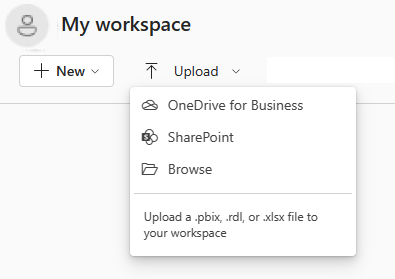 My workspace
New
Upload
OneDrive for Business
SharePoint
Browse
Upload a .pbix, .rdl, or .xlsx file to
your workspace